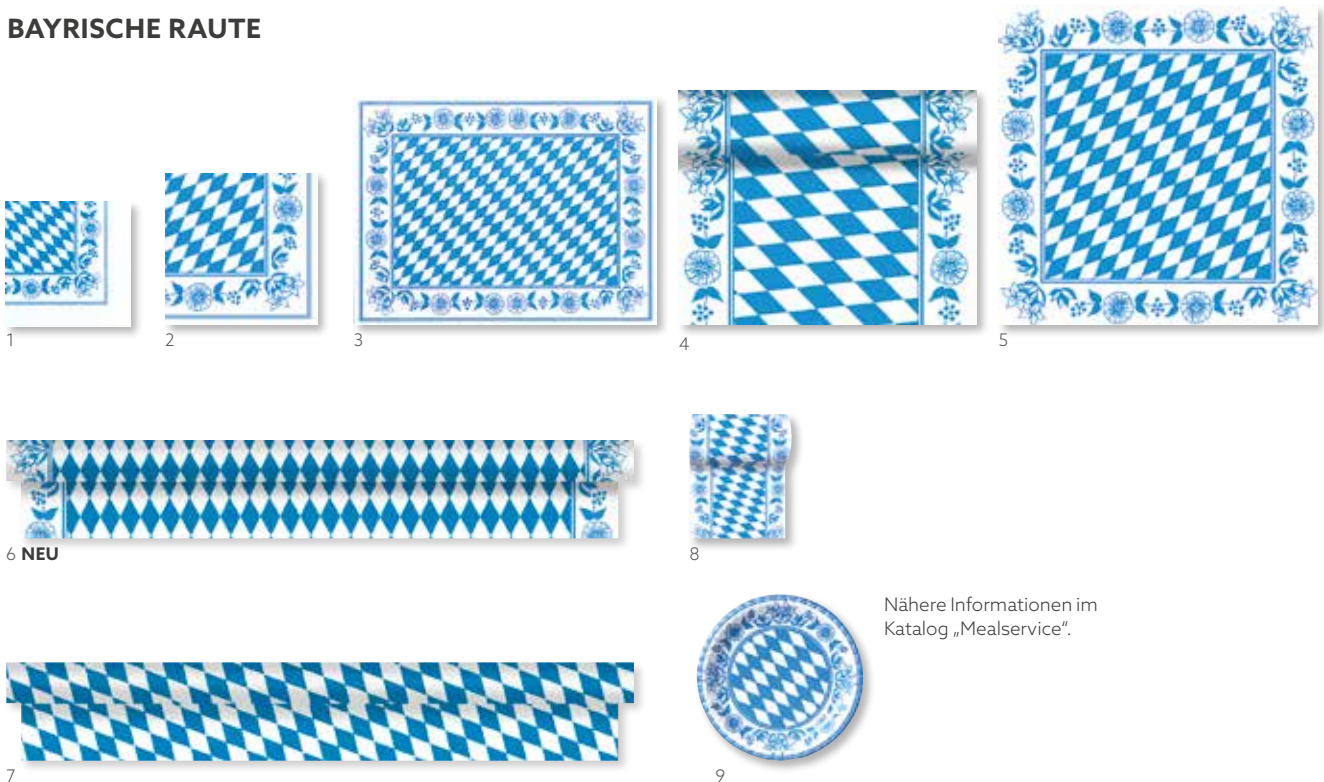 BAYRISCHE RAUTE
1
2
3
4
5
6 NEU
8
Nähere Informationen im
Katalog „Mealservice“.
7
9